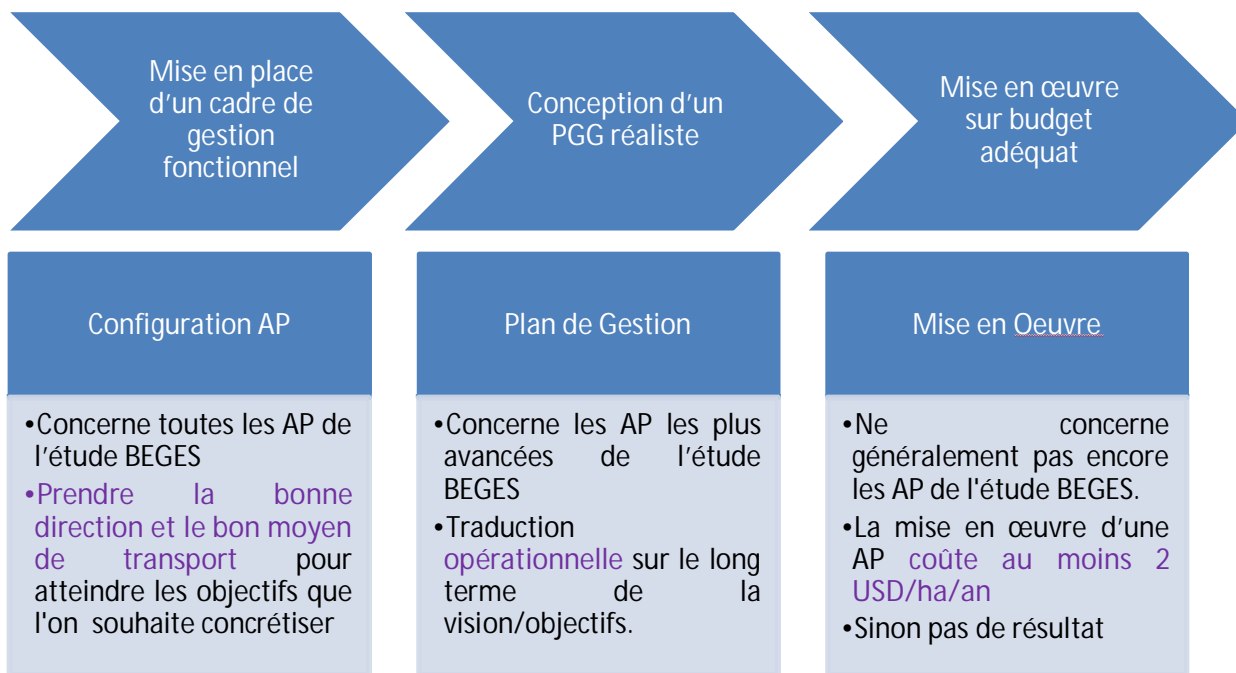 Mise en place
d’un cadre de
gestion
fonctionnel
Conception d’un
PGG réaliste
Mise en œuvre
sur budget
adéquat
Configuration AP
•Concerne toutes les AP de
l’étude BEGES
•Prendre la bonne
direction et le bon moyen
de transport pour
atteindre les objectifs que
l'on souhaite concrétiser
Plan de Gestion
•Concerne les AP les plus
avancées de l’étude
BEGES
•Traduction
opérationnelle sur le long
terme de la
vision/objectifs.
Mise en Oeuvre
•Ne concerne
généralement pas encore
les AP de l'étude BEGES.
•La mise en œuvre d’une
AP coûte au moins 2
USD/ha/an
•Sinon pas de résultat